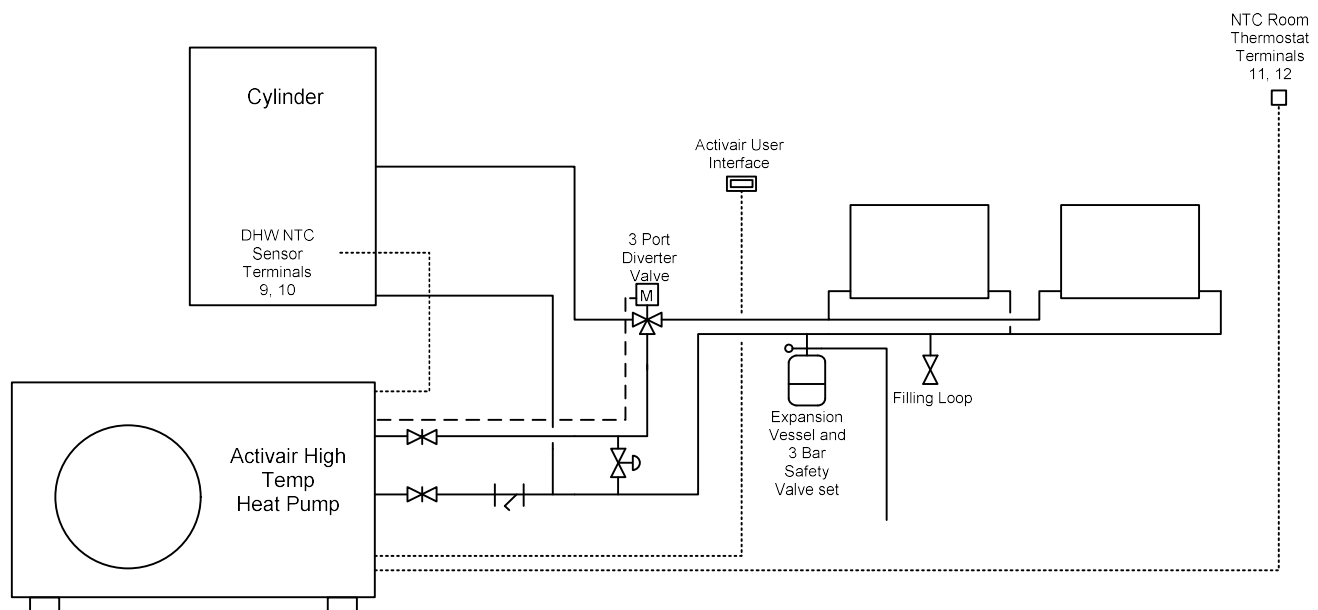 NTC Room
Thermostat
Terminals
11, 12
Cylinder
Activair User
Interface
DHW NTC
Sensor
Terminals
9, 10
3 Port
Diverter
Valve
M
Filling Loop
Expansion
Vessel and
3 Bar
Safety
Valve set
Activair High
Temp
Heat Pump